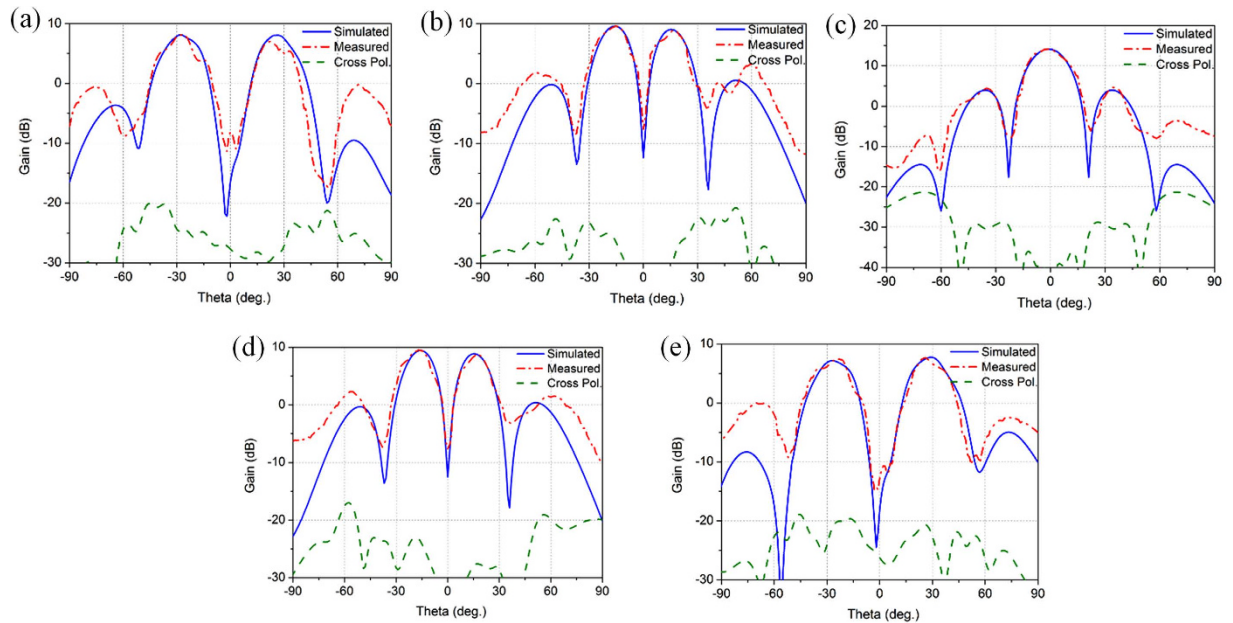 (a)
10
0
-10
-20
-30
Gain (dB)
-90 -60 -30 0 30 60 90
Theta (deg.)
Simulated
Measured
Cross Pol.
(b)
10
0
-10
-20
-30
Gain (dB)
-90 -60 -30 0 30 60 90
Theta (deg.)
Simulated
Measured
Cross Pol.
(c)
20
10
0
-10
-20
-30
-40
Gain (dB)
-90 -60 -30 0 30 60 90
Theta (deg.)
Simulated
Measured
Cross Pol.
(d)
10
0
-10
-20
-30
Gain (dB)
-90 -60 -30 0 30 60 90
Theta (deg.)
Simulated
Measured
Cross Pol.
(e)
10
0
-10
-20
-30
Gain (dB)
-90 -60 -30 0 30 60 90
Theta (deg.)
Simulated
Measured
Cross Pol.